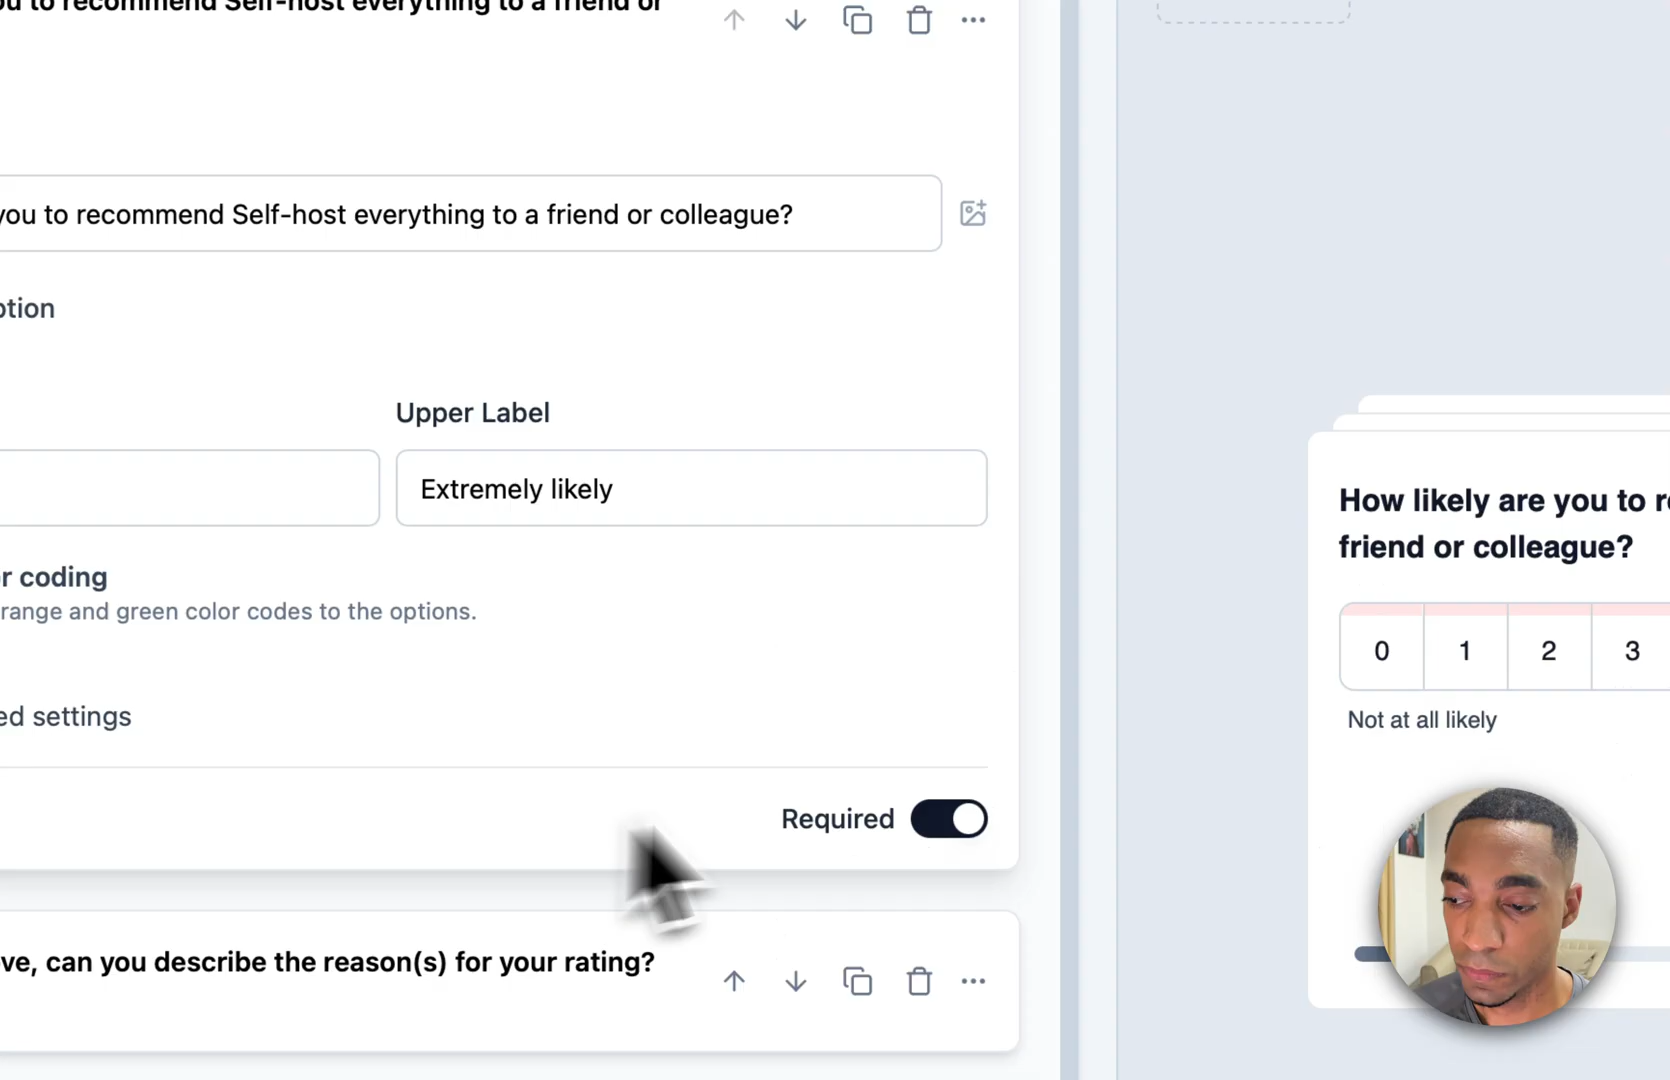 ou to recommend Self-host everything to a friend or
you to recommend Self-host everything to a friend or colleague?
ption
Upper Label
Extremely likely
r coding
range and green color codes to the options.
ed settings
Required
ve, can you describe the reason(s) for your rating?
How likely are you to re
friend or colleague?
0 1 2 3
Not at all likely